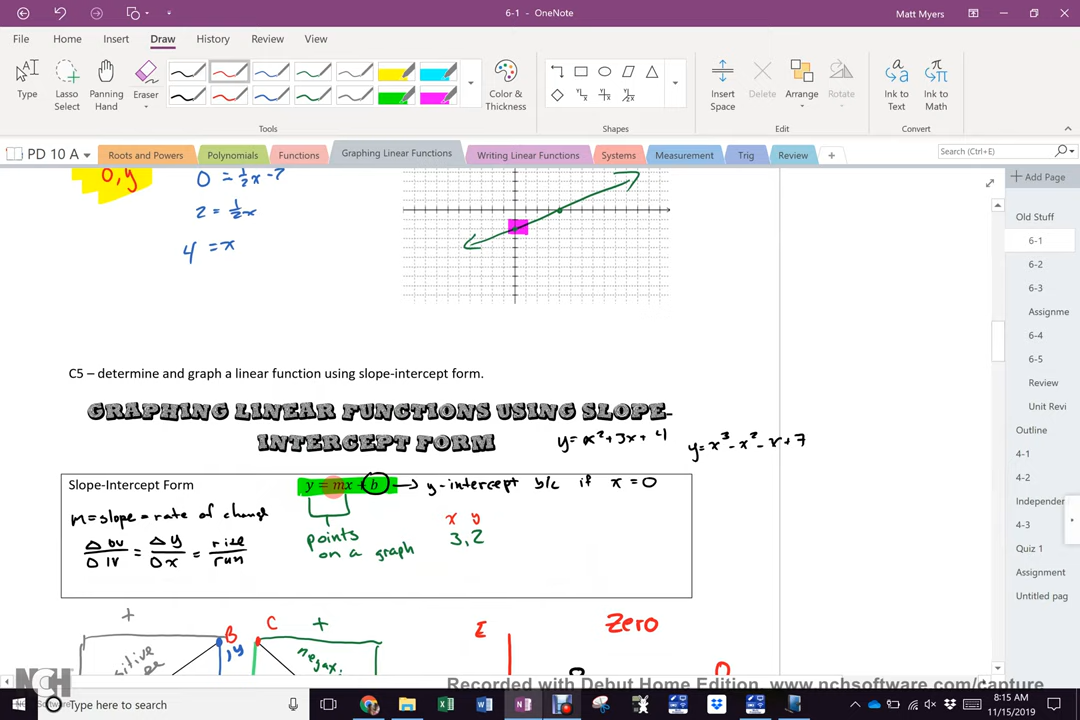 6-1 - OneNote
Matt Myers
File Home Insert Draw History Review View
Type
Lasso Select
Panning Hand
Eraser
Color & Thickness
Insert Space
Delete
Arrange
Rotate
Ink to Text
Ink to Math
Tools
Shapes
Edit
Convert
PD 10 A
Roots and Powers
Polynomials
Functions
Graphing Linear Functions
Writing Linear Functions
Systems
Measurement
Trig
Review
Search (Ctrl+E)
Add Page
Old Stuff
6-1
6-2
6-3
Assignme
6-4
6-5
Review
Unit Revi
Outline
4-1
4-2
Independer
4-3
Quiz 1
Assignment
Untitled pag
0,y
0 = 1/2x-7
2 = 1/2x
4 = x
C5 – determine and graph a linear function using slope-intercept form.
GRAPHING LINEAR FUNCTIONS USING SLOPE-
INTERCEPT FORM
y=x²+3x+4
y=x³-x²-x+7
Slope-Intercept Form
y = mx + b → y-intercept b/c if x = 0
m=slope = rate of change
Δ DV / Δ IV = Δy / Δx = rise / run
points
on a graph
x y
3,2
+
B
,y
C
+
E
Zero
Recorded with Debut Home Edition. www.nchsoftware.com/capture
NCH
Type here to search
8:15 AM
11/15/2019